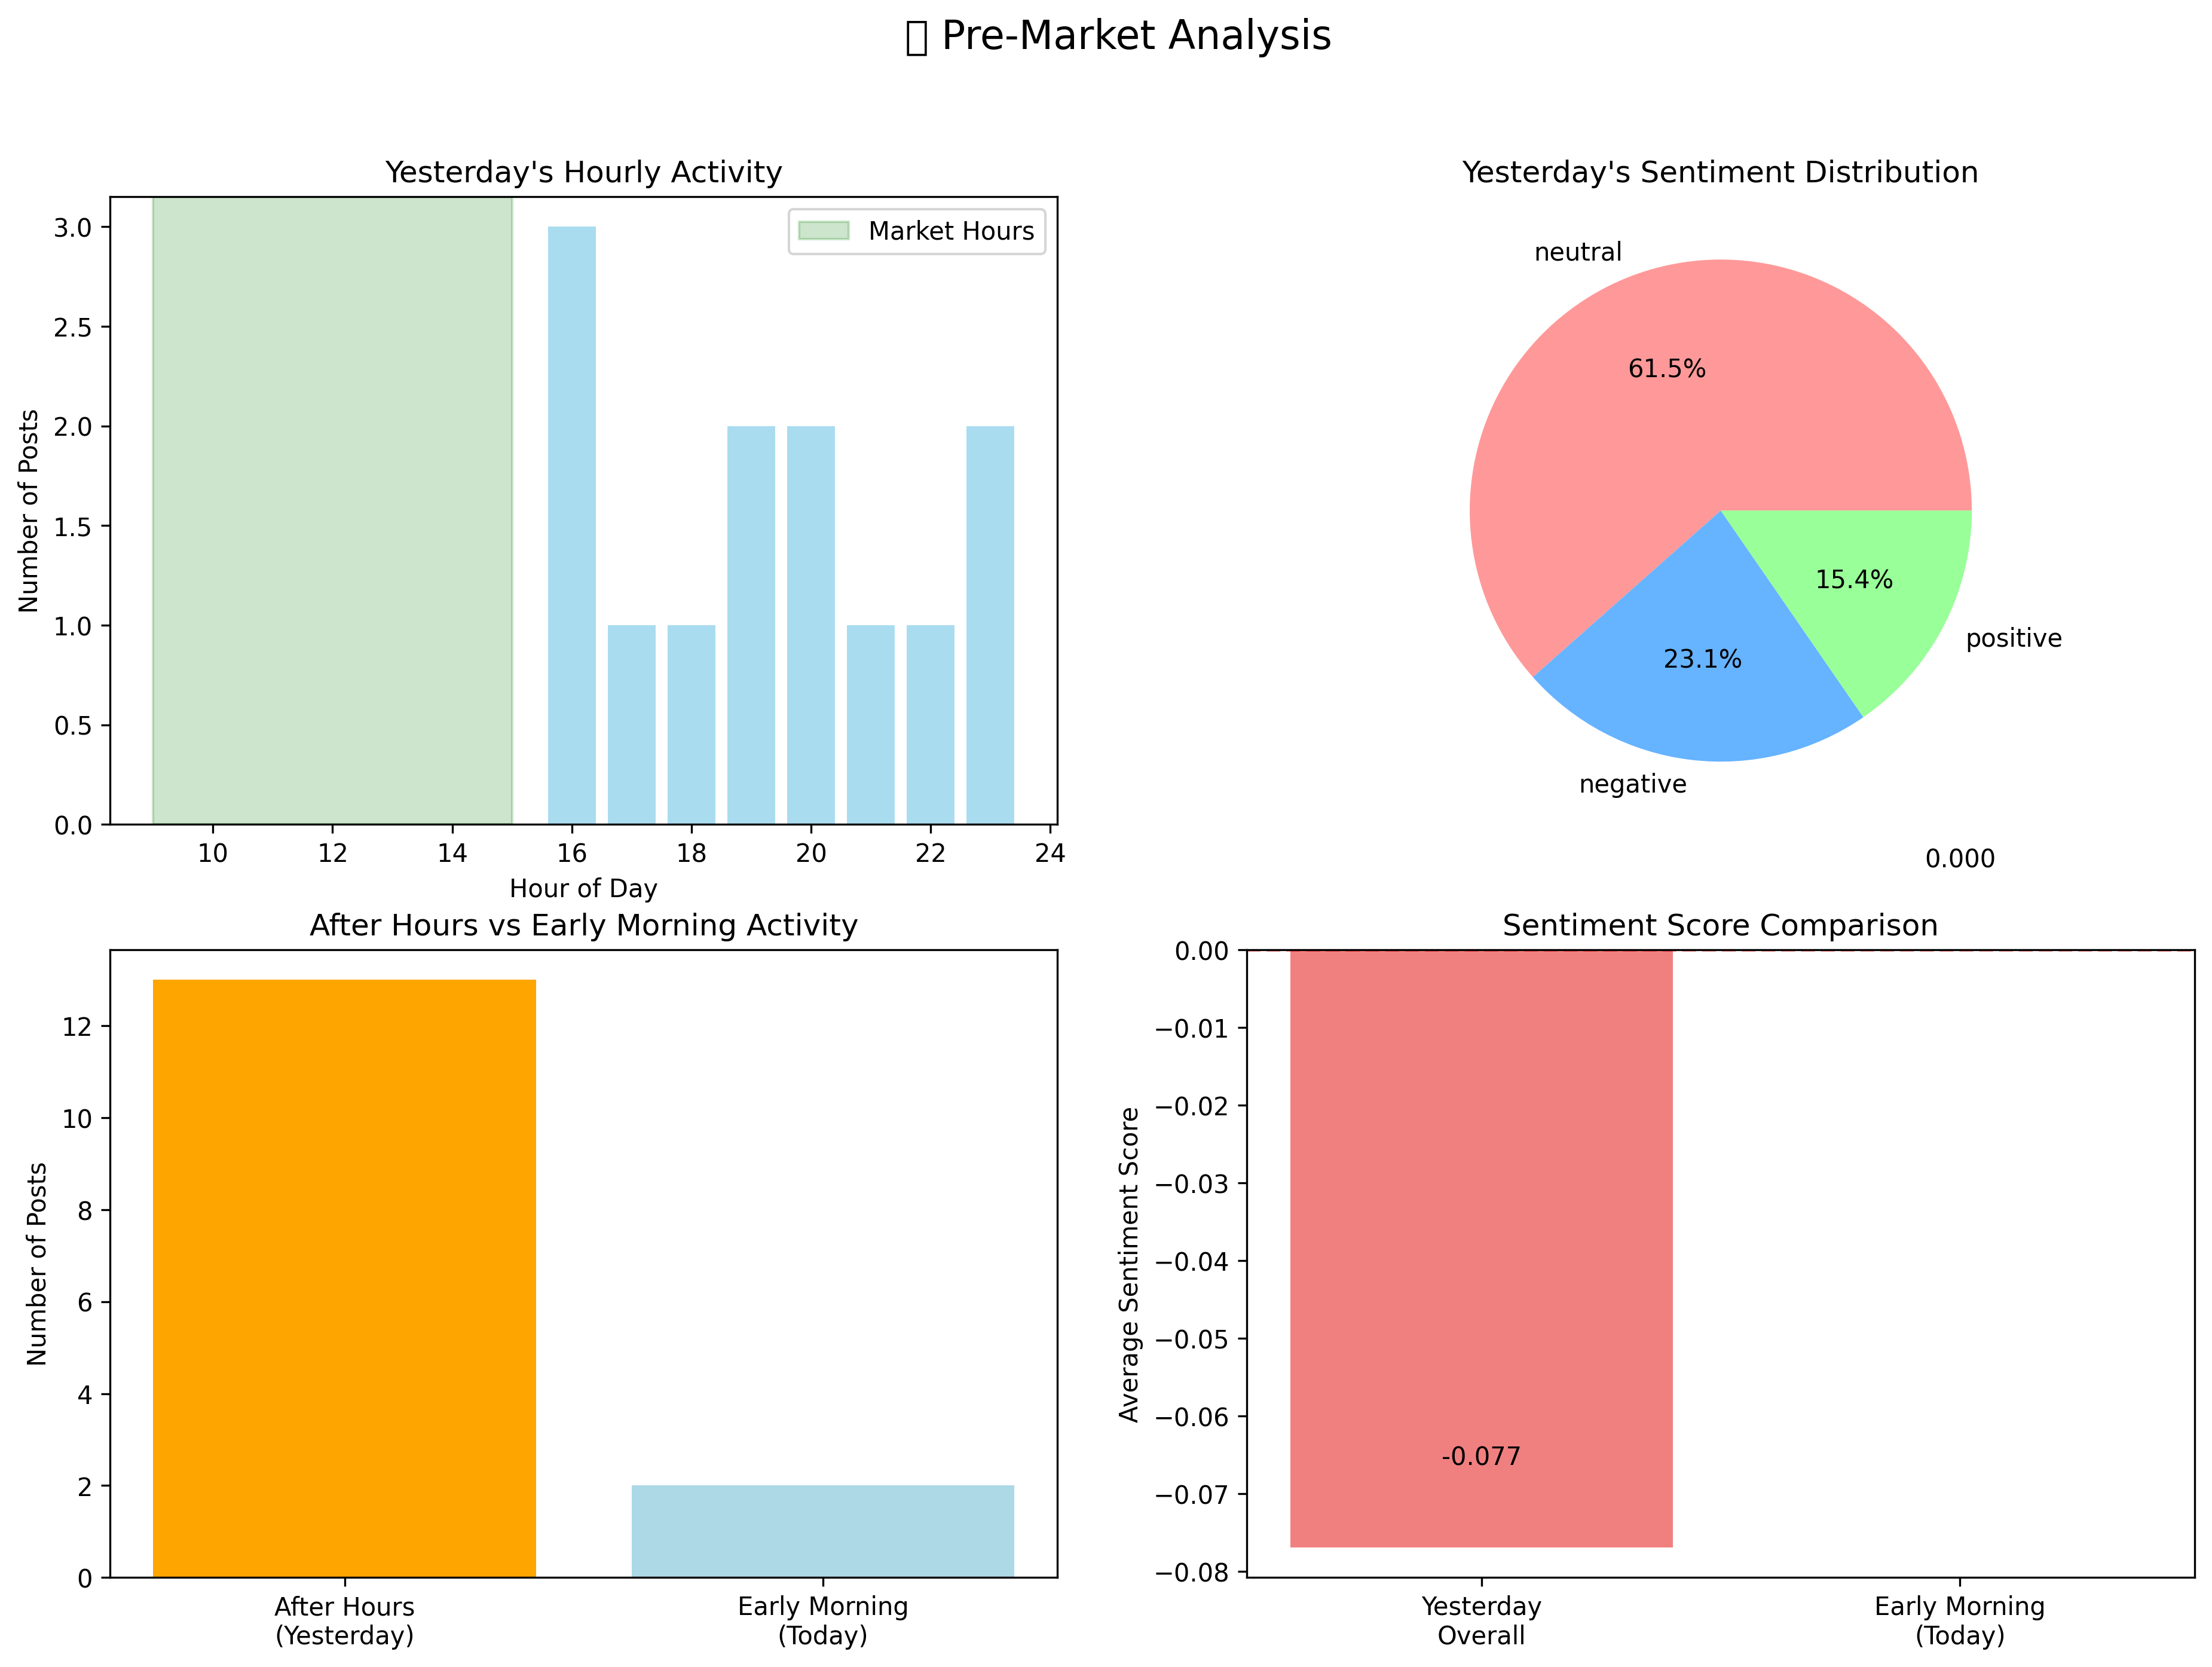 Pre-Market Analysis
Yesterday's Hourly Activity
Market Hours
Number of Posts
3.0
2.5
2.0
1.5
1.0
0.5
0.0
10 12 14 16 18 20 22 24
Hour of Day
Yesterday's Sentiment Distribution
neutral
61.5%
15.4%
positive
23.1%
negative
After Hours vs Early Morning Activity
Number of Posts
12
10
8
6
4
2
0
After Hours
(Yesterday)
Early Morning
(Today)
0.000
Sentiment Score Comparison
Average Sentiment Score
0.00
−0.01
−0.02
−0.03
−0.04
−0.05
−0.06
−0.07
−0.08
-0.077
Yesterday
Overall
Early Morning
(Today)